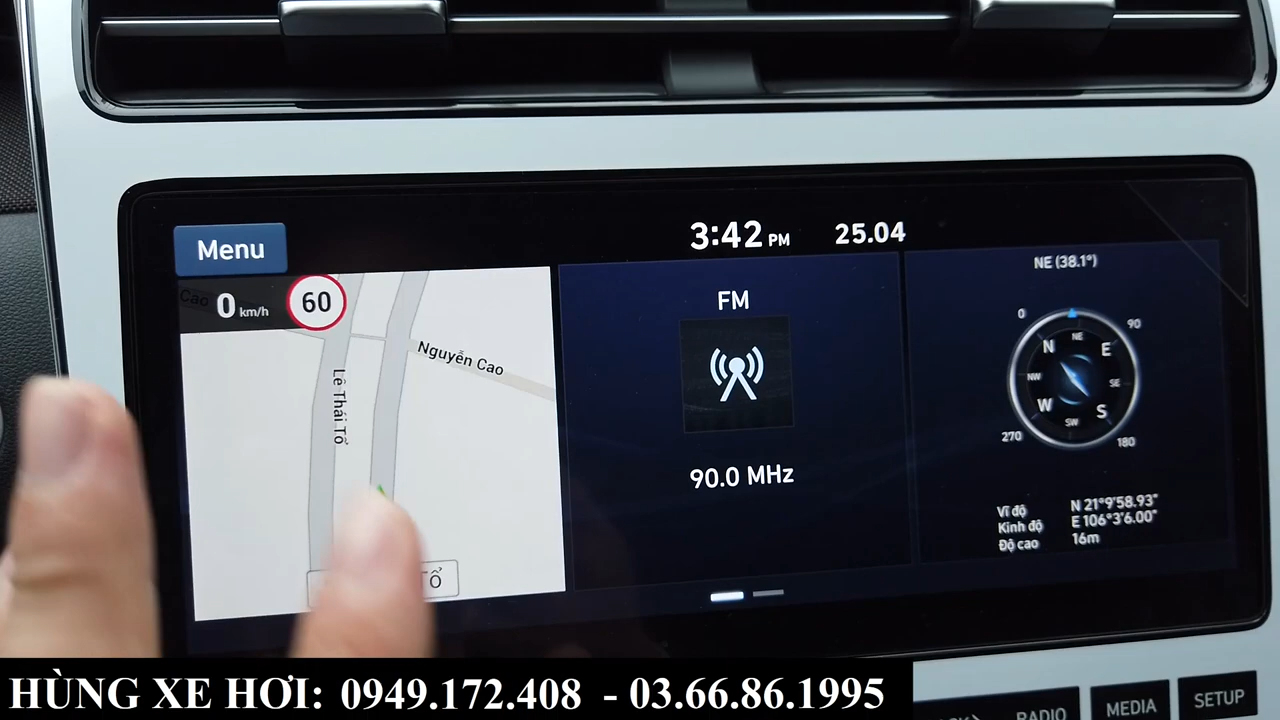 Menu
3:42 PM
25.04
Cao
0 km/h
60
Nguyễn Cao
Lê Thái Tổ
TỔ
FM
90.0 MHz
NE (38.1°)
0
90
180
270
N
NE
E
SE
S
SW
W
NW
Vĩ độ N 21°9'58.93"
Kinh độ E 106°3'6.00"
Độ cao 16m
RADIO
MEDIA
SETUP
HÙNG XE HƠI: 0949.172.408 - 03.66.86.1995